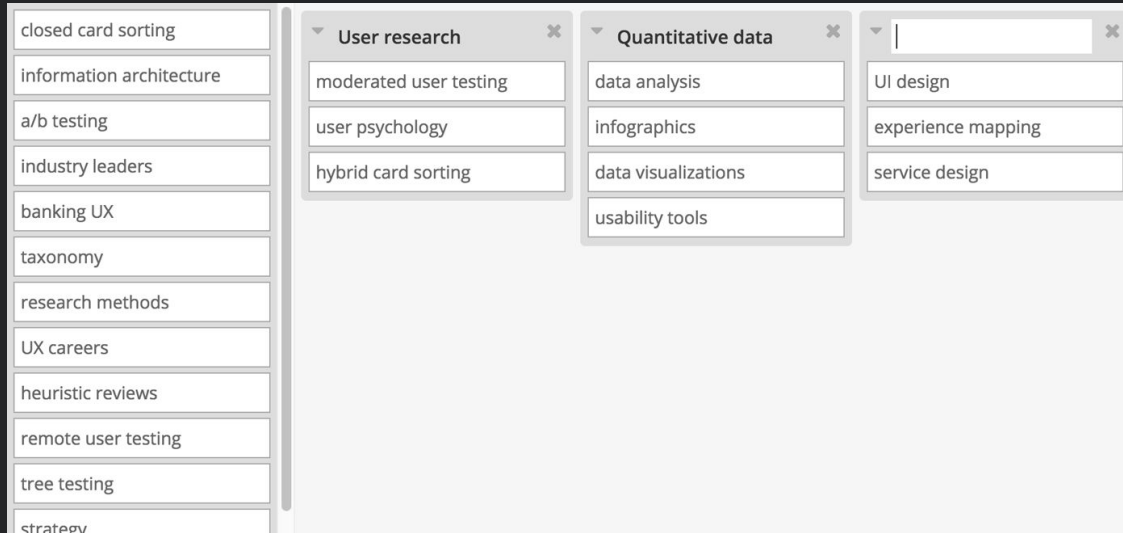 closed card sorting
information architecture
a/b testing
industry leaders
banking UX
taxonomy
research methods
UX careers
heuristic reviews
remote user testing
tree testing
strategy
User research
moderated user testing
user psychology
hybrid card sorting
Quantitative data
data analysis
infographics
data visualizations
usability tools
UI design
experience mapping
service design